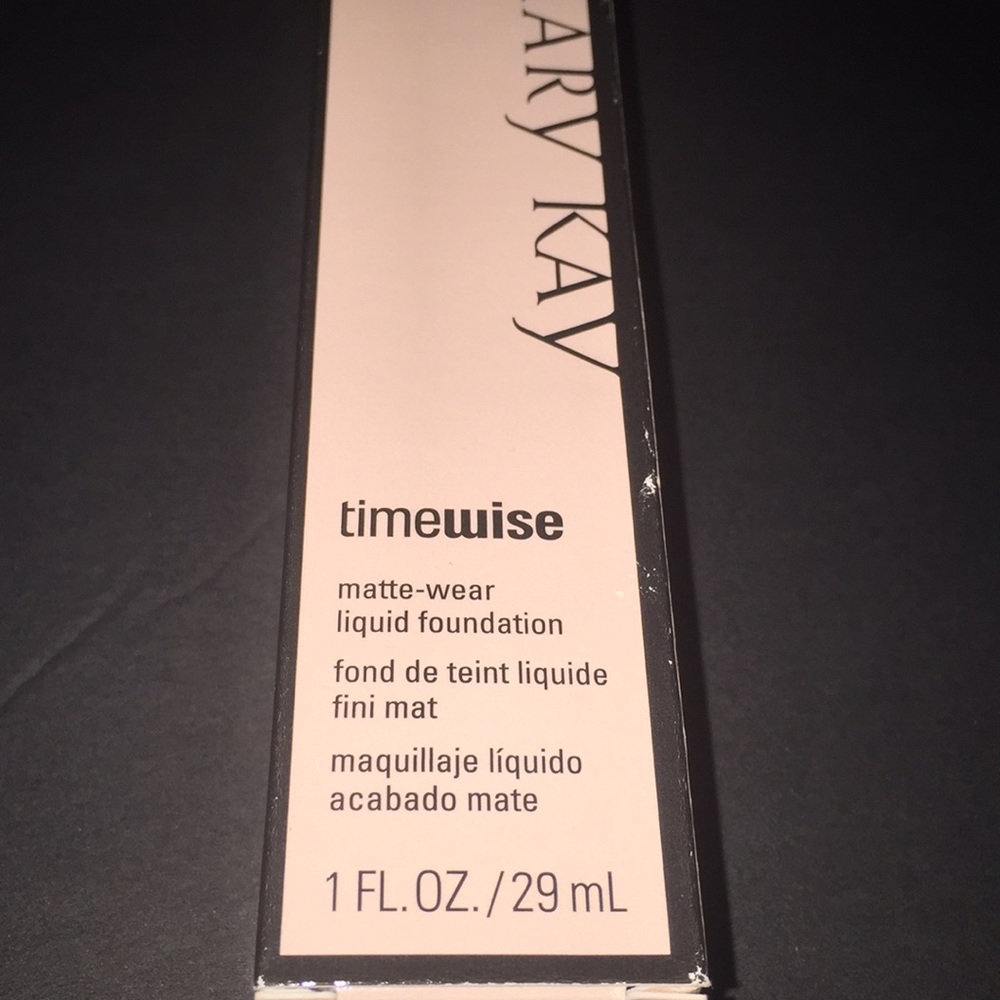 ARY KAY
timewise
matte-wear
liquid foundation
fond de teint liquide
fini mat
maquillaje líquido
acabado mate
1 FL.OZ./29 mL